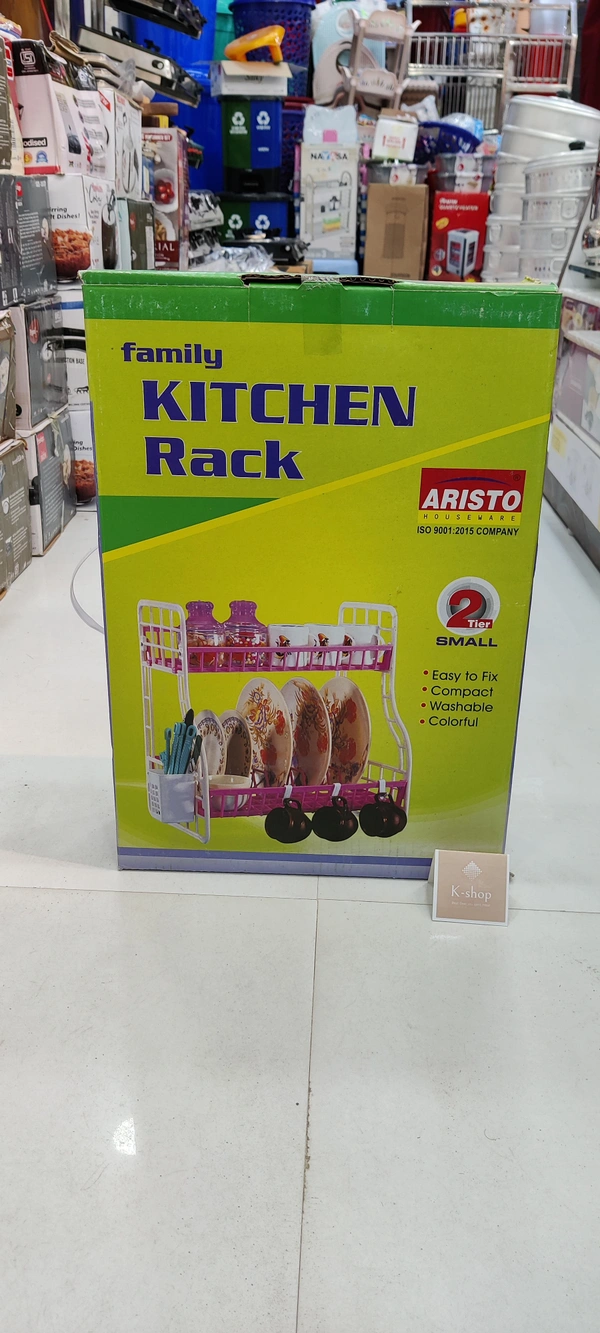 family
KITCHEN
Rack
ARISTO
HOUSEWARE
ISO 9001:2015 COMPANY
2
Tier
SMALL
Easy to Fix
Compact
Washable
Colorful
K-shop